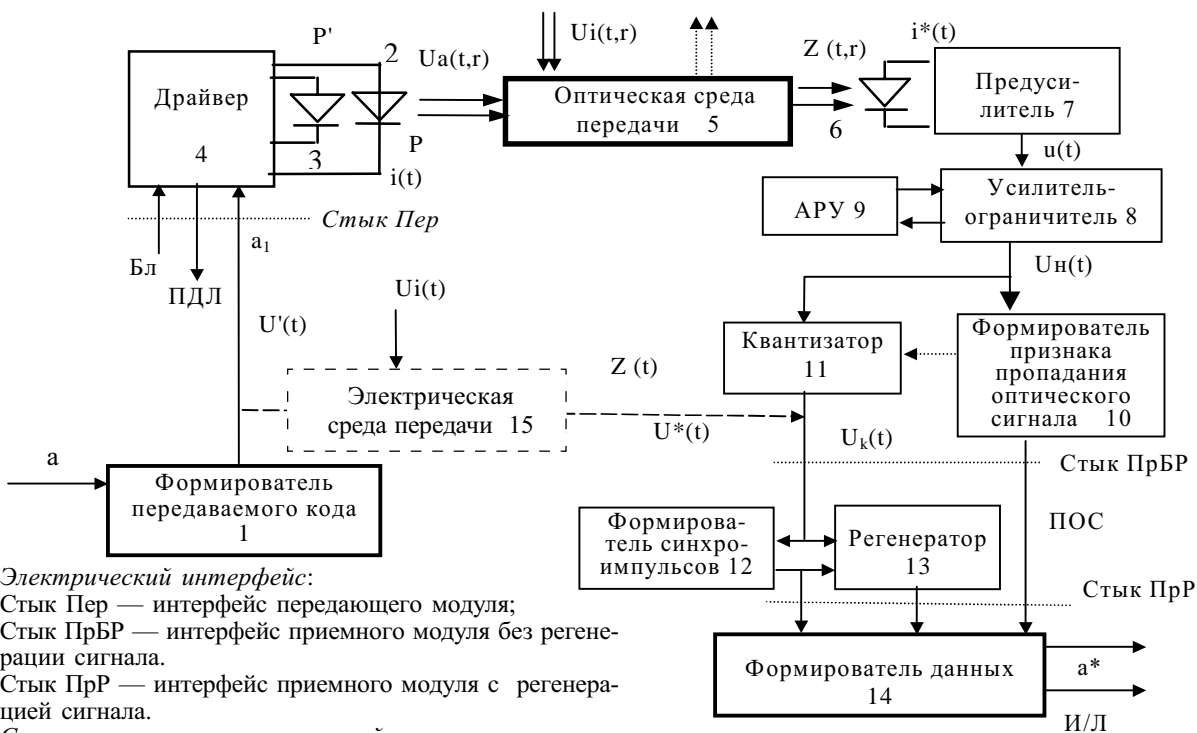 P'
2
Ua(t,r)
Ui(t,r)
Z (t,r)
i*(t)
Драйвер
4
3
P
i(t)
Оптическая среда
передачи 5
6
Предуси-
литель 7
u(t)
АРУ 9
Усилитель-
ограничитель 8
Стык Пер
a₁
Бл
ПДЛ
Uн(t)
U'(t)
Ui(t)
Квантизатор
11
Формирователь
признака
пропадания
оптического
сигнала 10
Z (t)
Электрическая
среда передачи 15
U*(t)
Uₖ(t)
a
Стык ПрБР
Формирователь
передаваемого кода
1
Формирова-
тель синхро-
импульсов 12
Регенератор
13
ПОС
Стык ПрР
Электрический интерфейс:
Стык Пер — интерфейс передающего модуля;
Стык ПрБР — интерфейс приемного модуля без регене-
рации сигнала.
Стык ПрР — интерфейс приемного модуля с регенера-
цией сигнала.
Формирователь данных
14
a*
И/Л